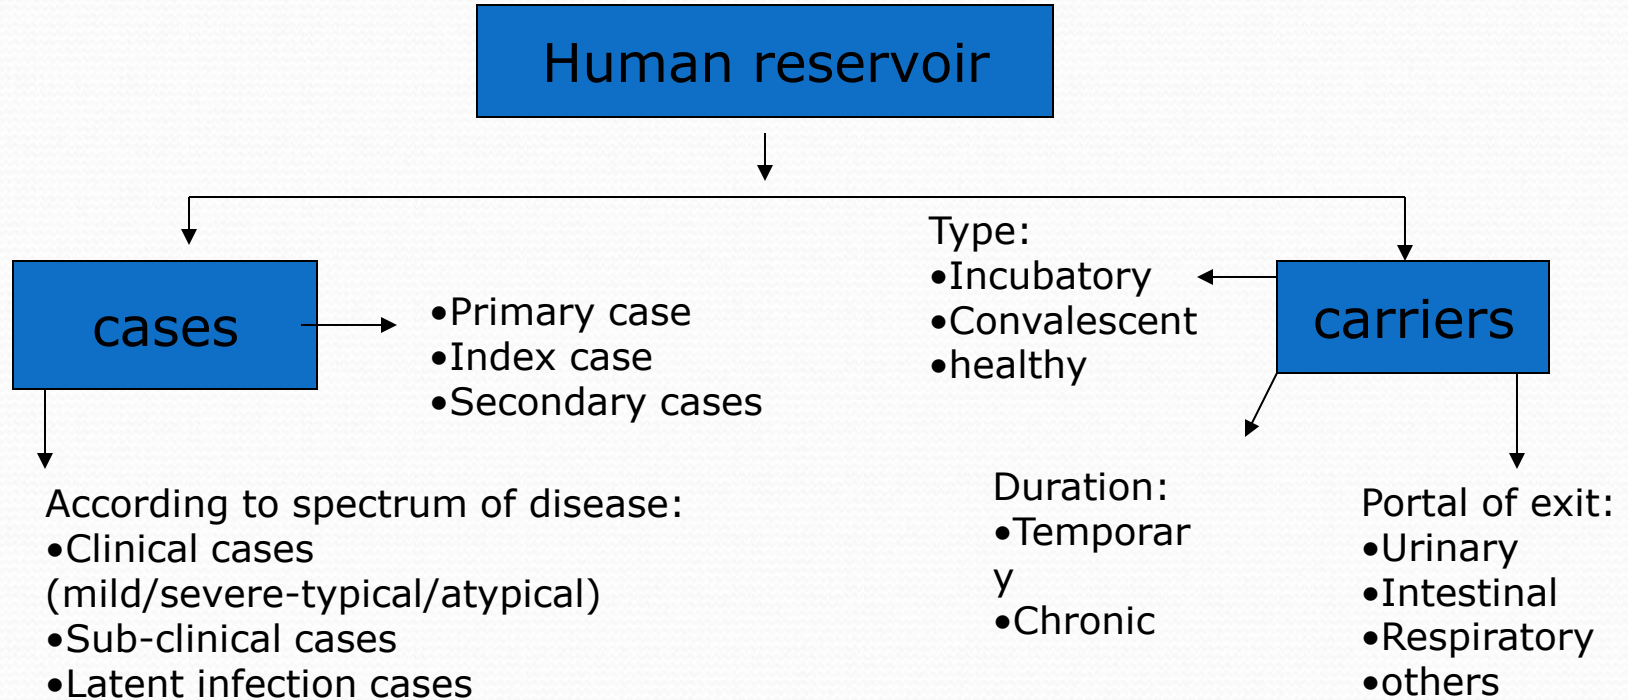 Human reservoir
cases
•Primary case
•Index case
•Secondary cases
According to spectrum of disease:
•Clinical cases
(mild/severe-typical/atypical)
•Sub-clinical cases
•Latent infection cases
carriers
Type:
•Incubatory
•Convalescent
•healthy
Duration:
•Temporar
y
•Chronic
Portal of exit:
•Urinary
•Intestinal
•Respiratory
•others